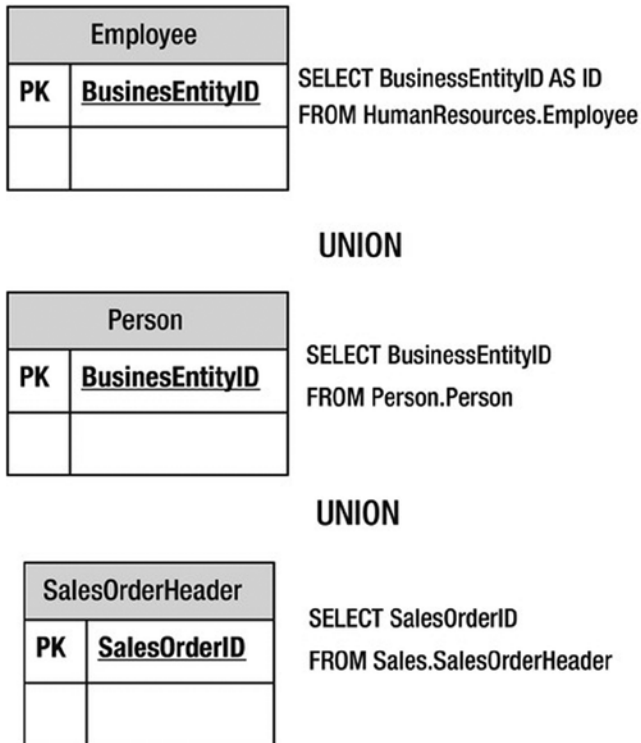 Employee
PK BusinesEntityID
SELECT BusinessEntityID AS ID
FROM HumanResources.Employee
UNION
Person
PK BusinesEntityID
SELECT BusinessEntityID
FROM Person.Person
UNION
SalesOrderHeader
PK SalesOrderID
SELECT SalesOrderID
FROM Sales.SalesOrderHeader